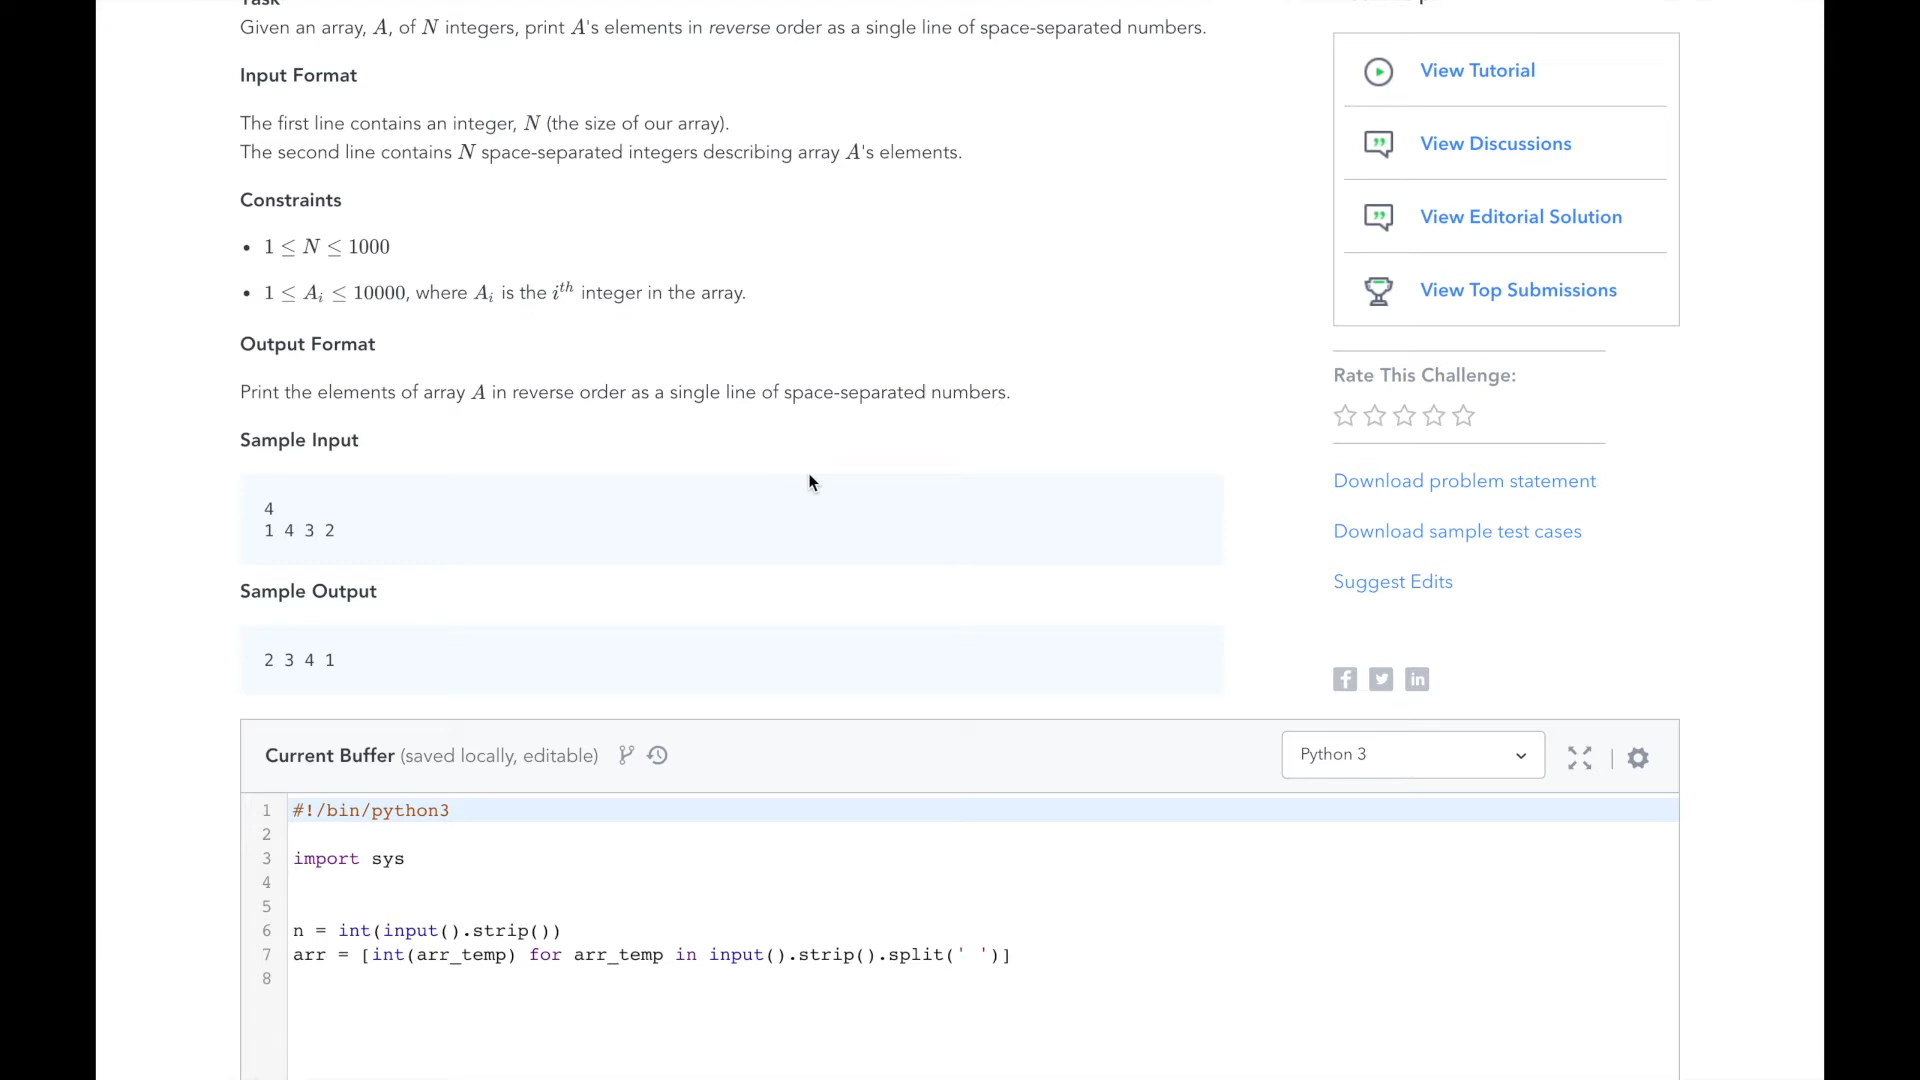 Task
Given an array, A, of N integers, print A's elements in reverse order as a single line of space-separated numbers.
Input Format
The first line contains an integer, N (the size of our array).
The second line contains N space-separated integers describing array A's elements.
Constraints
• 1 ≤ N ≤ 1000
• 1 ≤ Ai ≤ 10000, where Ai is the ith integer in the array.
Output Format
Print the elements of array A in reverse order as a single line of space-separated numbers.
Sample Input
4
1 4 3 2
Sample Output
2 3 4 1
View Tutorial
View Discussions
View Editorial Solution
View Top Submissions
Rate This Challenge:
Download problem statement
Download sample test cases
Suggest Edits
Current Buffer (saved locally, editable)
Python 3
1 #!/bin/python3
2
3 import sys
4
5
6 n = int(input().strip())
7 arr = [int(arr_temp) for arr_temp in input().strip().split(' ')]
8